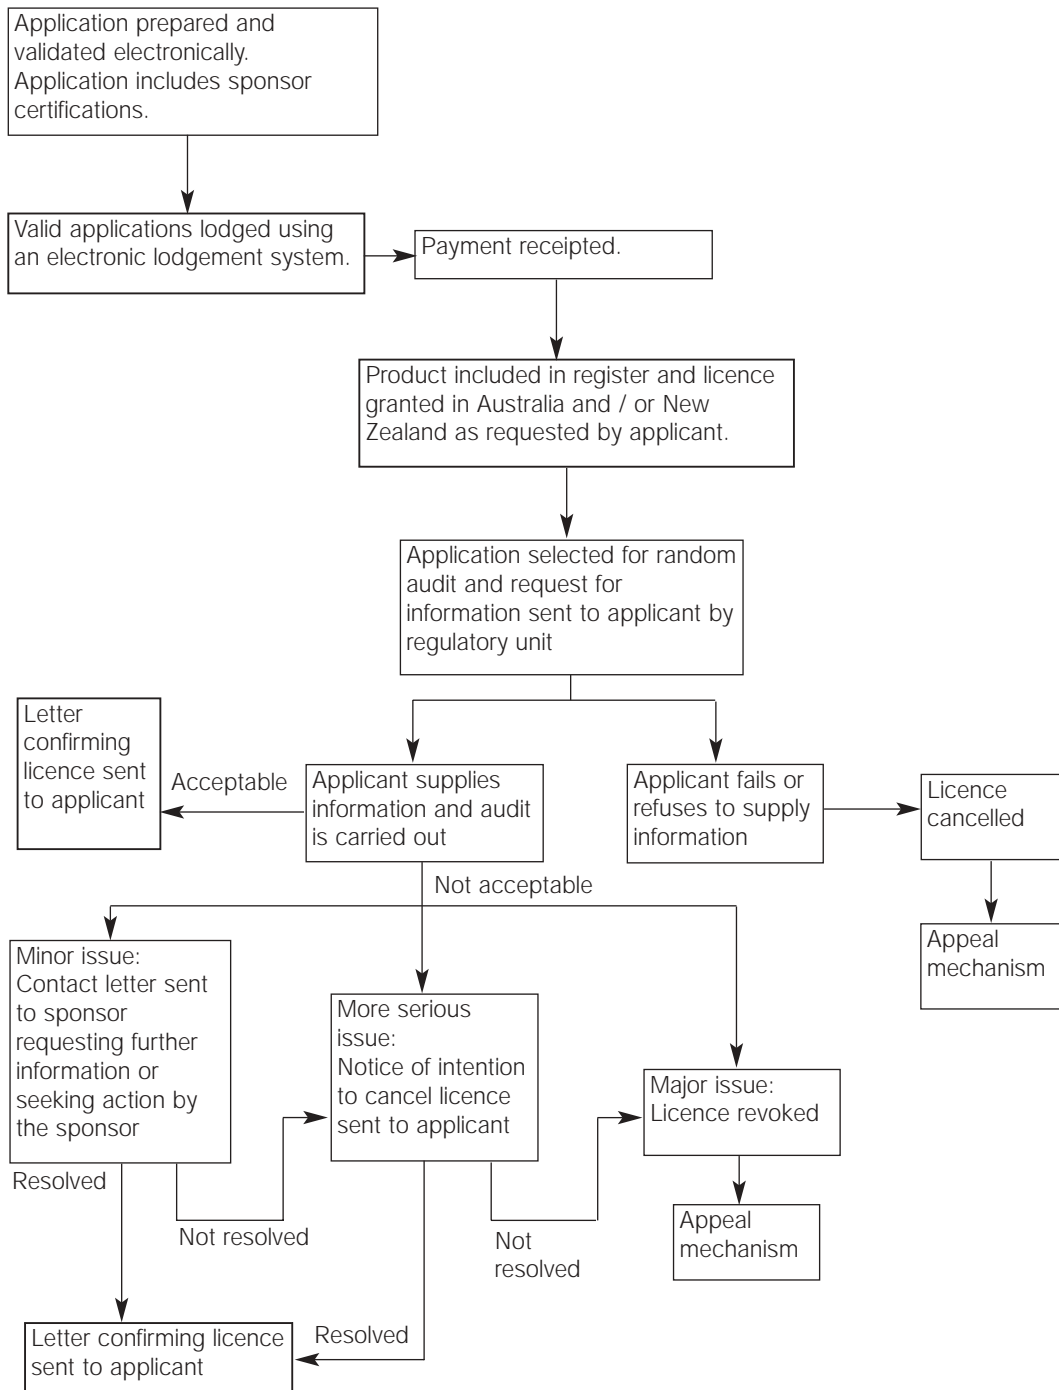 Application prepared and
validated electronically.
Application includes sponsor
certifications.
Valid applications lodged using
an electronic lodgement system.
Payment receipted.
Product included in register and licence
granted in Australia and / or New
Zealand as requested by applicant.
Application selected for random
audit and request for
information sent to applicant by
regulatory unit
Letter
confirming
licence sent
to applicant
Acceptable
Applicant supplies
information and audit
is carried out
Applicant fails or
refuses to supply
information
Licence
cancelled
Not acceptable
Appeal
mechanism
Minor issue:
Contact letter sent
to sponsor
requesting further
information or
seeking action by
the sponsor
More serious
issue:
Notice of intention
to cancel licence
sent to applicant
Major issue:
Licence revoked
Resolved
Not resolved
Not
resolved
Appeal
mechanism
Letter confirming licence
sent to applicant
Resolved